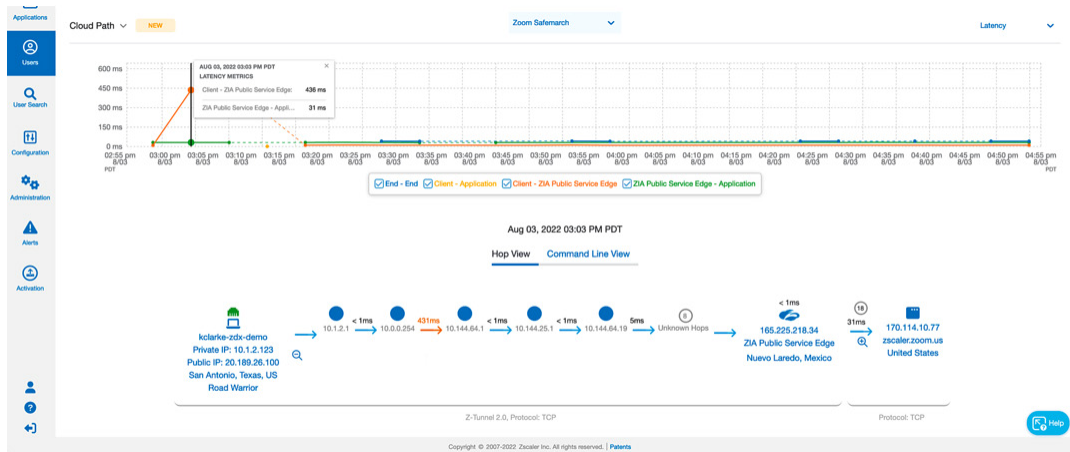 Applications
Users
User Search
Configuration
Administration
Alerts
Activation
Cloud Path
NEW
Zoom Safemarch
Latency
600 ms
450 ms
300 ms
150 ms
0 ms
AUG 03, 2022 03:03 PM PDT
×
LATENCY METRICS
Client - ZIA Public Service Edge: 436 ms
ZIA Public Service Edge - Appli... 31 ms
02:55 pm 03:00 pm 03:05 pm 03:10 pm 03:15 pm 03:20 pm 03:25 pm 03:30 pm 03:35 pm 03:40 pm 03:45 pm 03:50 pm 03:55 pm 04:00 pm 04:05 pm 04:10 pm 04:15 pm 04:20 pm 04:25 pm 04:30 pm 04:35 pm 04:40 pm 04:45 pm 04:50 pm 04:55 pm
8/03 8/03 8/03 8/03 8/03 8/03 8/03 8/03 8/03 8/03 8/03 8/03 8/03 8/03 8/03 8/03 8/03 8/03 8/03 8/03 8/03 8/03 8/03 8/03 8/03
PDT PDT
End - End Client - Application Client - ZIA Public Service Edge ZIA Public Service Edge - Application
Aug 03, 2022 03:03 PM PDT
Hop View Command Line View
kclarke-zdx-demo
Private IP: 10.1.2.123
Public IP: 20.189.26.100
San Antonio, Texas, US
Road Warrior
< 1ms 431ms < 1ms < 1ms 5ms
10.1.2.1 10.0.0.254 10.144.64.1 10.144.25.1 10.144.64.19 Unknown Hops
< 1ms
165.225.218.34
ZIA Public Service Edge
Nuevo Laredo, Mexico
18
31ms
170.114.10.77
zscaler.zoom.us
United States
Z-Tunnel 2.0, Protocol: TCP
Protocol: TCP
Help
Copyright © 2007-2022 Zscaler Inc. All rights reserved. | Patents